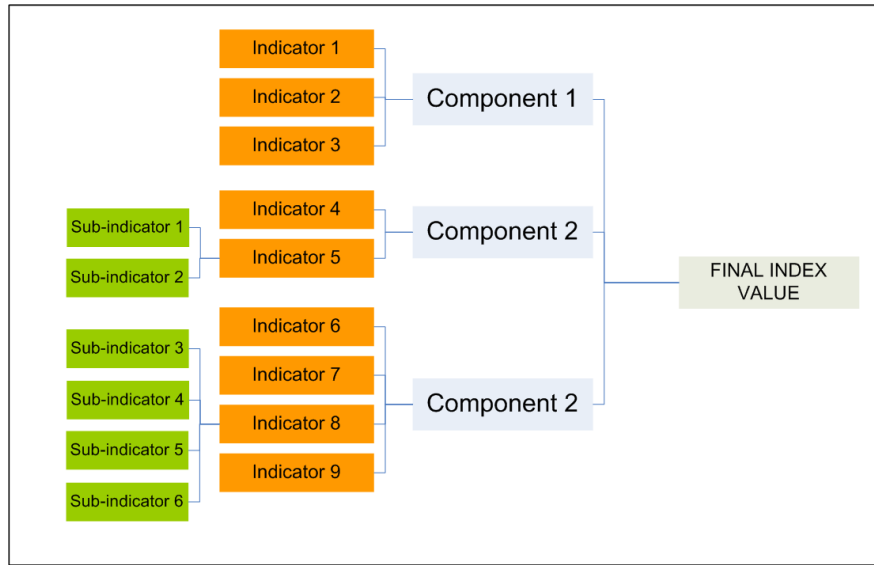 Indicator 1
Indicator 2
Indicator 3
Component 1
Sub-indicator 1
Sub-indicator 2
Indicator 4
Indicator 5
Component 2
Sub-indicator 3
Sub-indicator 4
Sub-indicator 5
Sub-indicator 6
Indicator 6
Indicator 7
Indicator 8
Indicator 9
Component 2
FINAL INDEX
VALUE